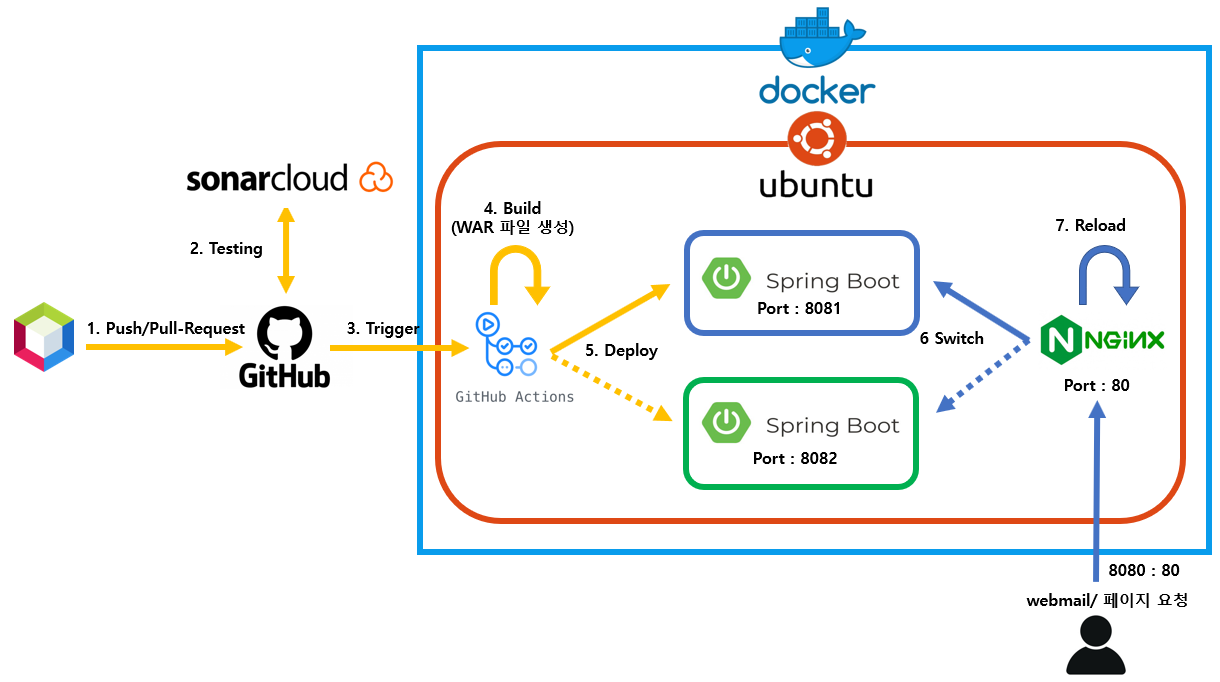 docker
ubuntu
sonarcloud
2. Testing
1. Push/Pull-Request
GitHub
3. Trigger
4. Build
(WAR 파일 생성)
GitHub Actions
5. Deploy
Spring Boot
Port : 8081
Spring Boot
Port : 8082
6 Switch
7. Reload
NGINX
Port : 80
8080 : 80
webmail/ 페이지 요청